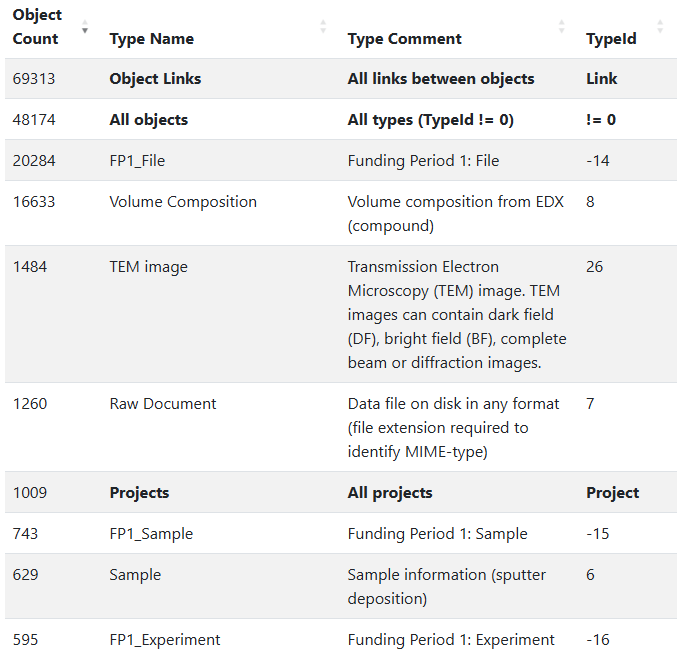 Object Count Type Name Type Comment TypeId
69313 Object Links All links between objects Link
48174 All objects All types (TypeId != 0) != 0
20284 FP1_File Funding Period 1: File -14
16633 Volume Composition Volume composition from EDX 8
(compound)
1484 TEM image Transmission Electron 26
Microscopy (TEM) image. TEM
images can contain dark field
(DF), bright field (BF), complete
beam or diffraction images.
1260 Raw Document Data file on disk in any format 7
(file extension required to
identify MIME-type)
1009 Projects All projects Project
743 FP1_Sample Funding Period 1: Sample -15
629 Sample Sample information (sputter 6
deposition)
595 FP1_Experiment Funding Period 1: Experiment -16